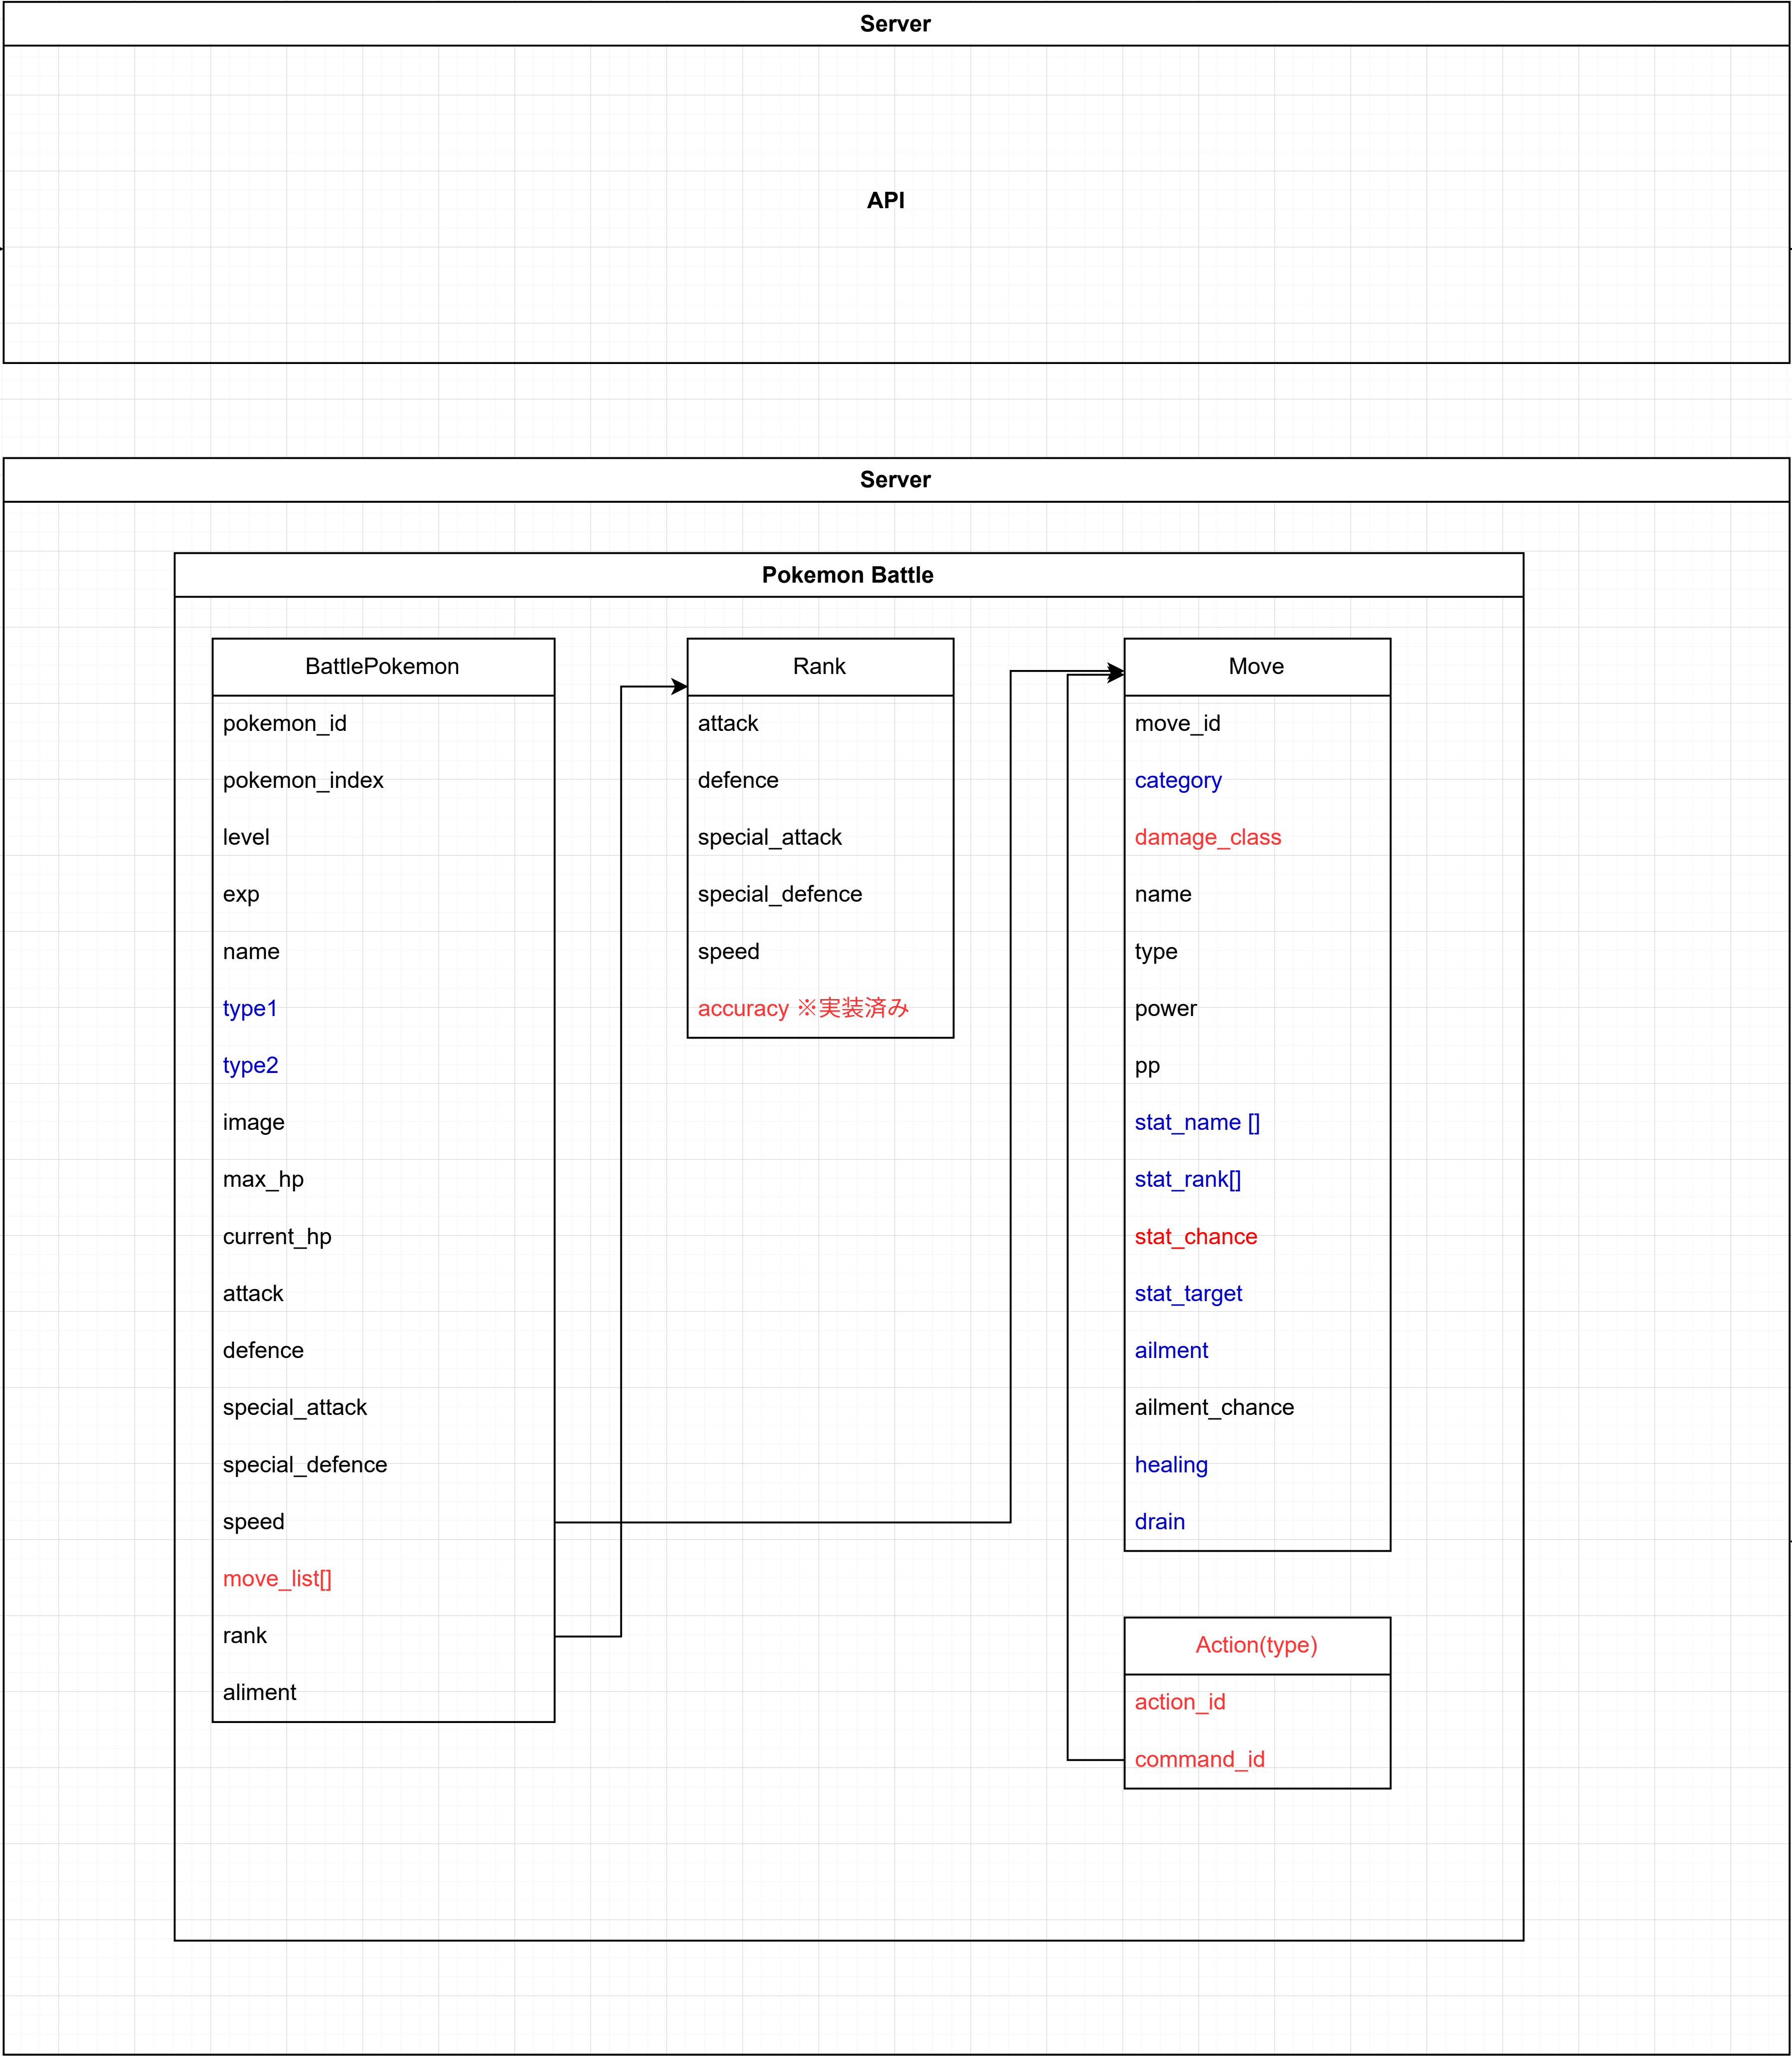 Server
API
Server
Pokemon Battle
BattlePokemon
pokemon_id
pokemon_index
level
exp
name
type1
type2
image
max_hp
current_hp
attack
defence
special_attack
special_defence
speed
move_list[]
rank
aliment
Rank
attack
defence
special_attack
special_defence
speed
accuracy ※実装済み
Move
move_id
category
damage_class
name
type
power
pp
stat_name []
stat_rank[]
stat_chance
stat_target
ailment
ailment_chance
healing
drain
Action(type)
action_id
command_id